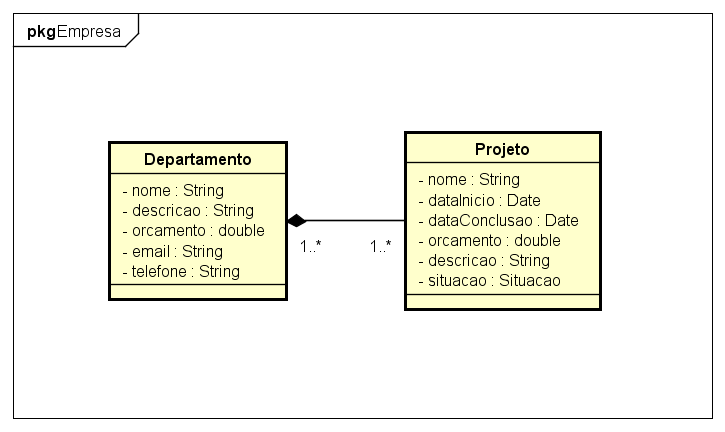 pkgEmpresa
Departamento
- nome : String
- descricao : String
- orcamento : double
- email : String
- telefone : String
1..*
1..*
Projeto
- nome : String
- dataInicio : Date
- dataConclusao : Date
- orcamento : double
- descricao : String
- situacao : Situacao